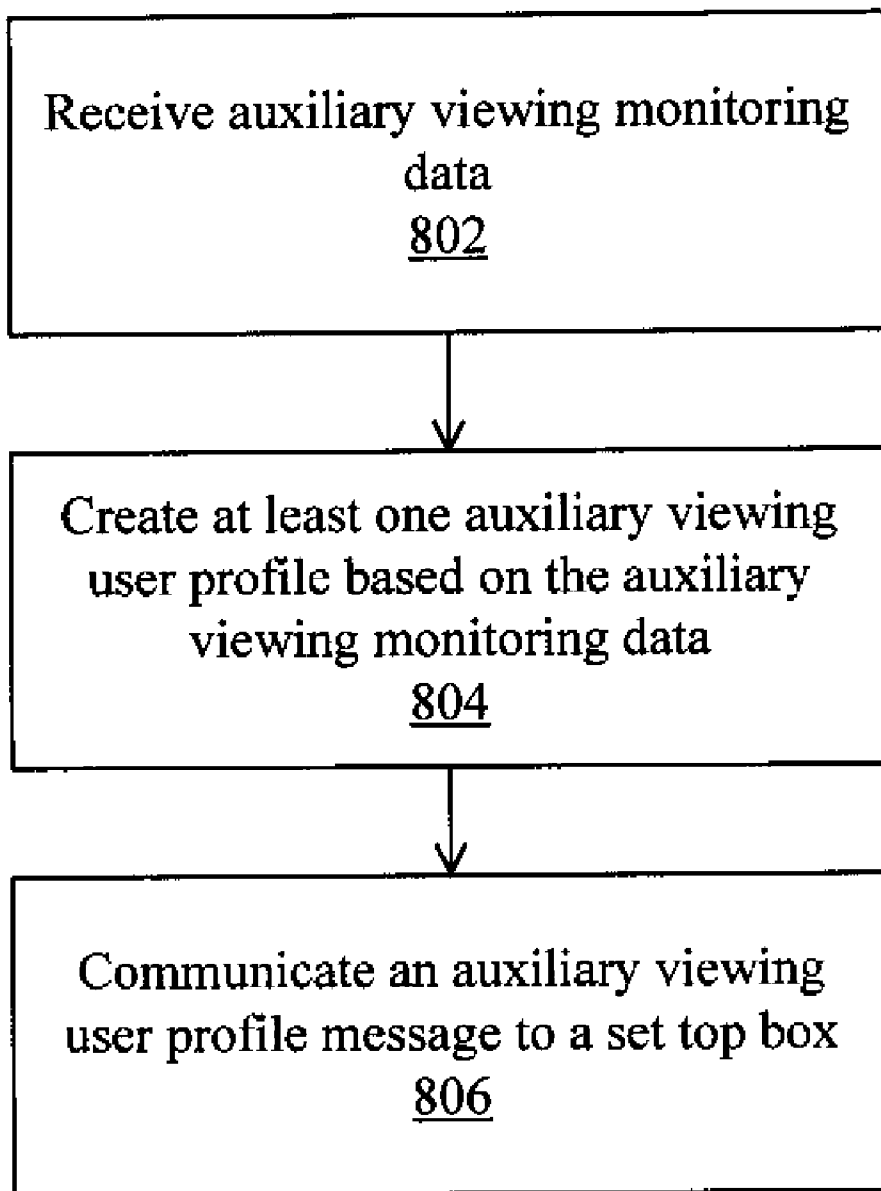 Receive auxiliary viewing monitoring
data
802
Create at least one auxiliary viewing
user profile based on the auxiliary
viewing monitoring data
804
Communicate an auxiliary viewing
user profile message to a set top box
806